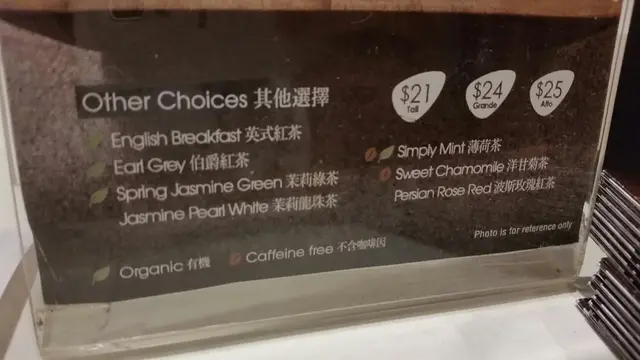 Other Choices 其他選擇
$21
Tall
$24
Grande
$25
Alto
English Breakfast 英式紅茶
Earl Grey 伯爵紅茶
Spring Jasmine Green 茉莉綠茶
Jasmine Pearl White 茉莉龍珠茶
Simply Mint 薄荷茶
Sweet Chamomile 洋甘菊茶
Persian Rose Red 波斯玫瑰紅茶
Photo is for reference only
Organic 有機
Caffeine free 不含咖啡因